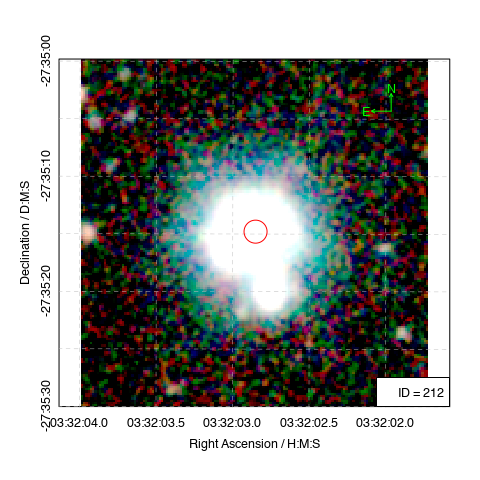 -27:35:00
-27:35:10
-27:35:20
-27:35:30
Declination / D:M:S
N
E
ID = 212
03:32:04.0 03:32:03.5 03:32:03.0 03:32:02.5 03:32:02.0
Right Ascension / H:M:S